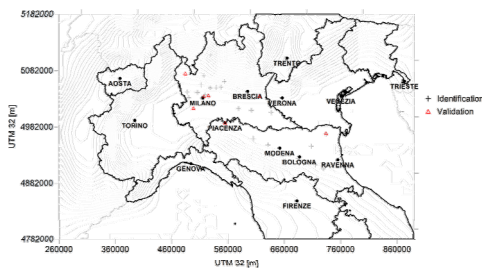 5182000
5082000
4982000
4882000
4782000
UTM 32 [m]
TRENTO
AOSTA
TRIESTE
BRESCIA
MILANO
VERONA
VENEZIA
TORINO
PIACENZA
MODENA
BOLOGNA
RAVENNA
GENOVA
FIRENZE
+ Identification
△ Validation
260000 360000 460000 560000 660000 760000 860000
UTM 32 [m]